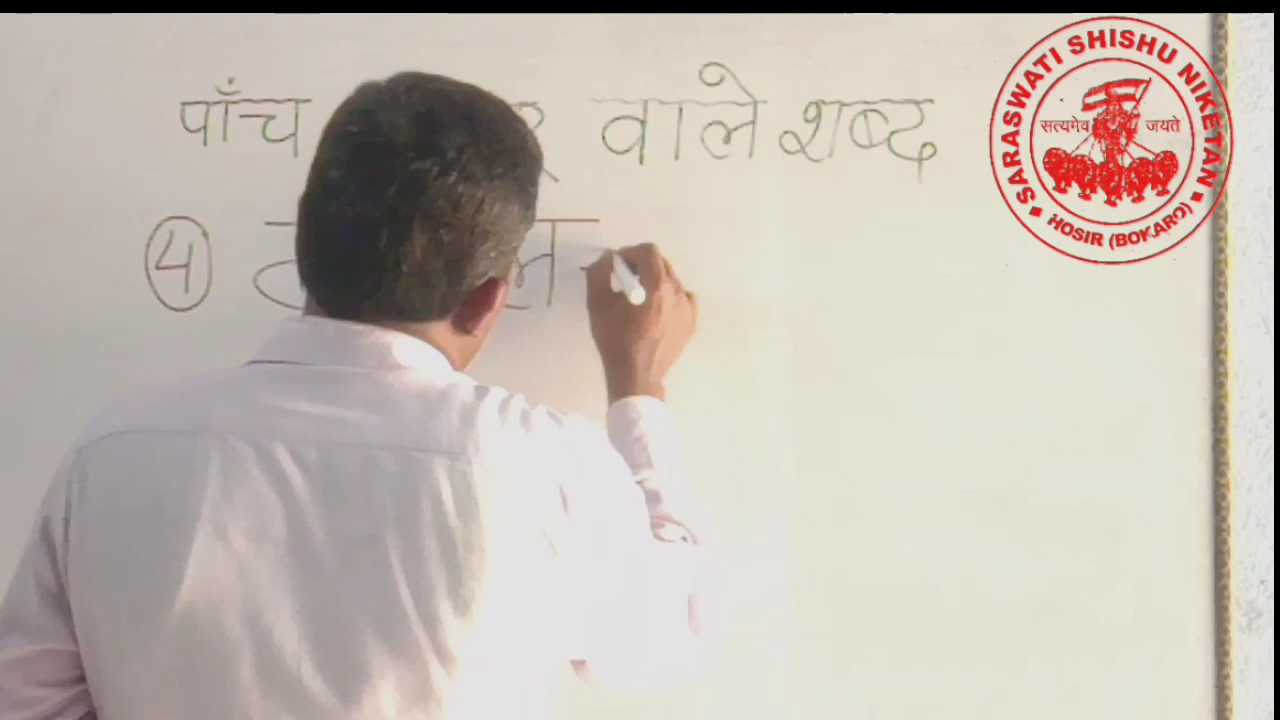 पाँच वाले शब्द
④
SARASWATI SHISHU NIKETAN
सत्यमेव जयते
HOSIR (BOKARO)